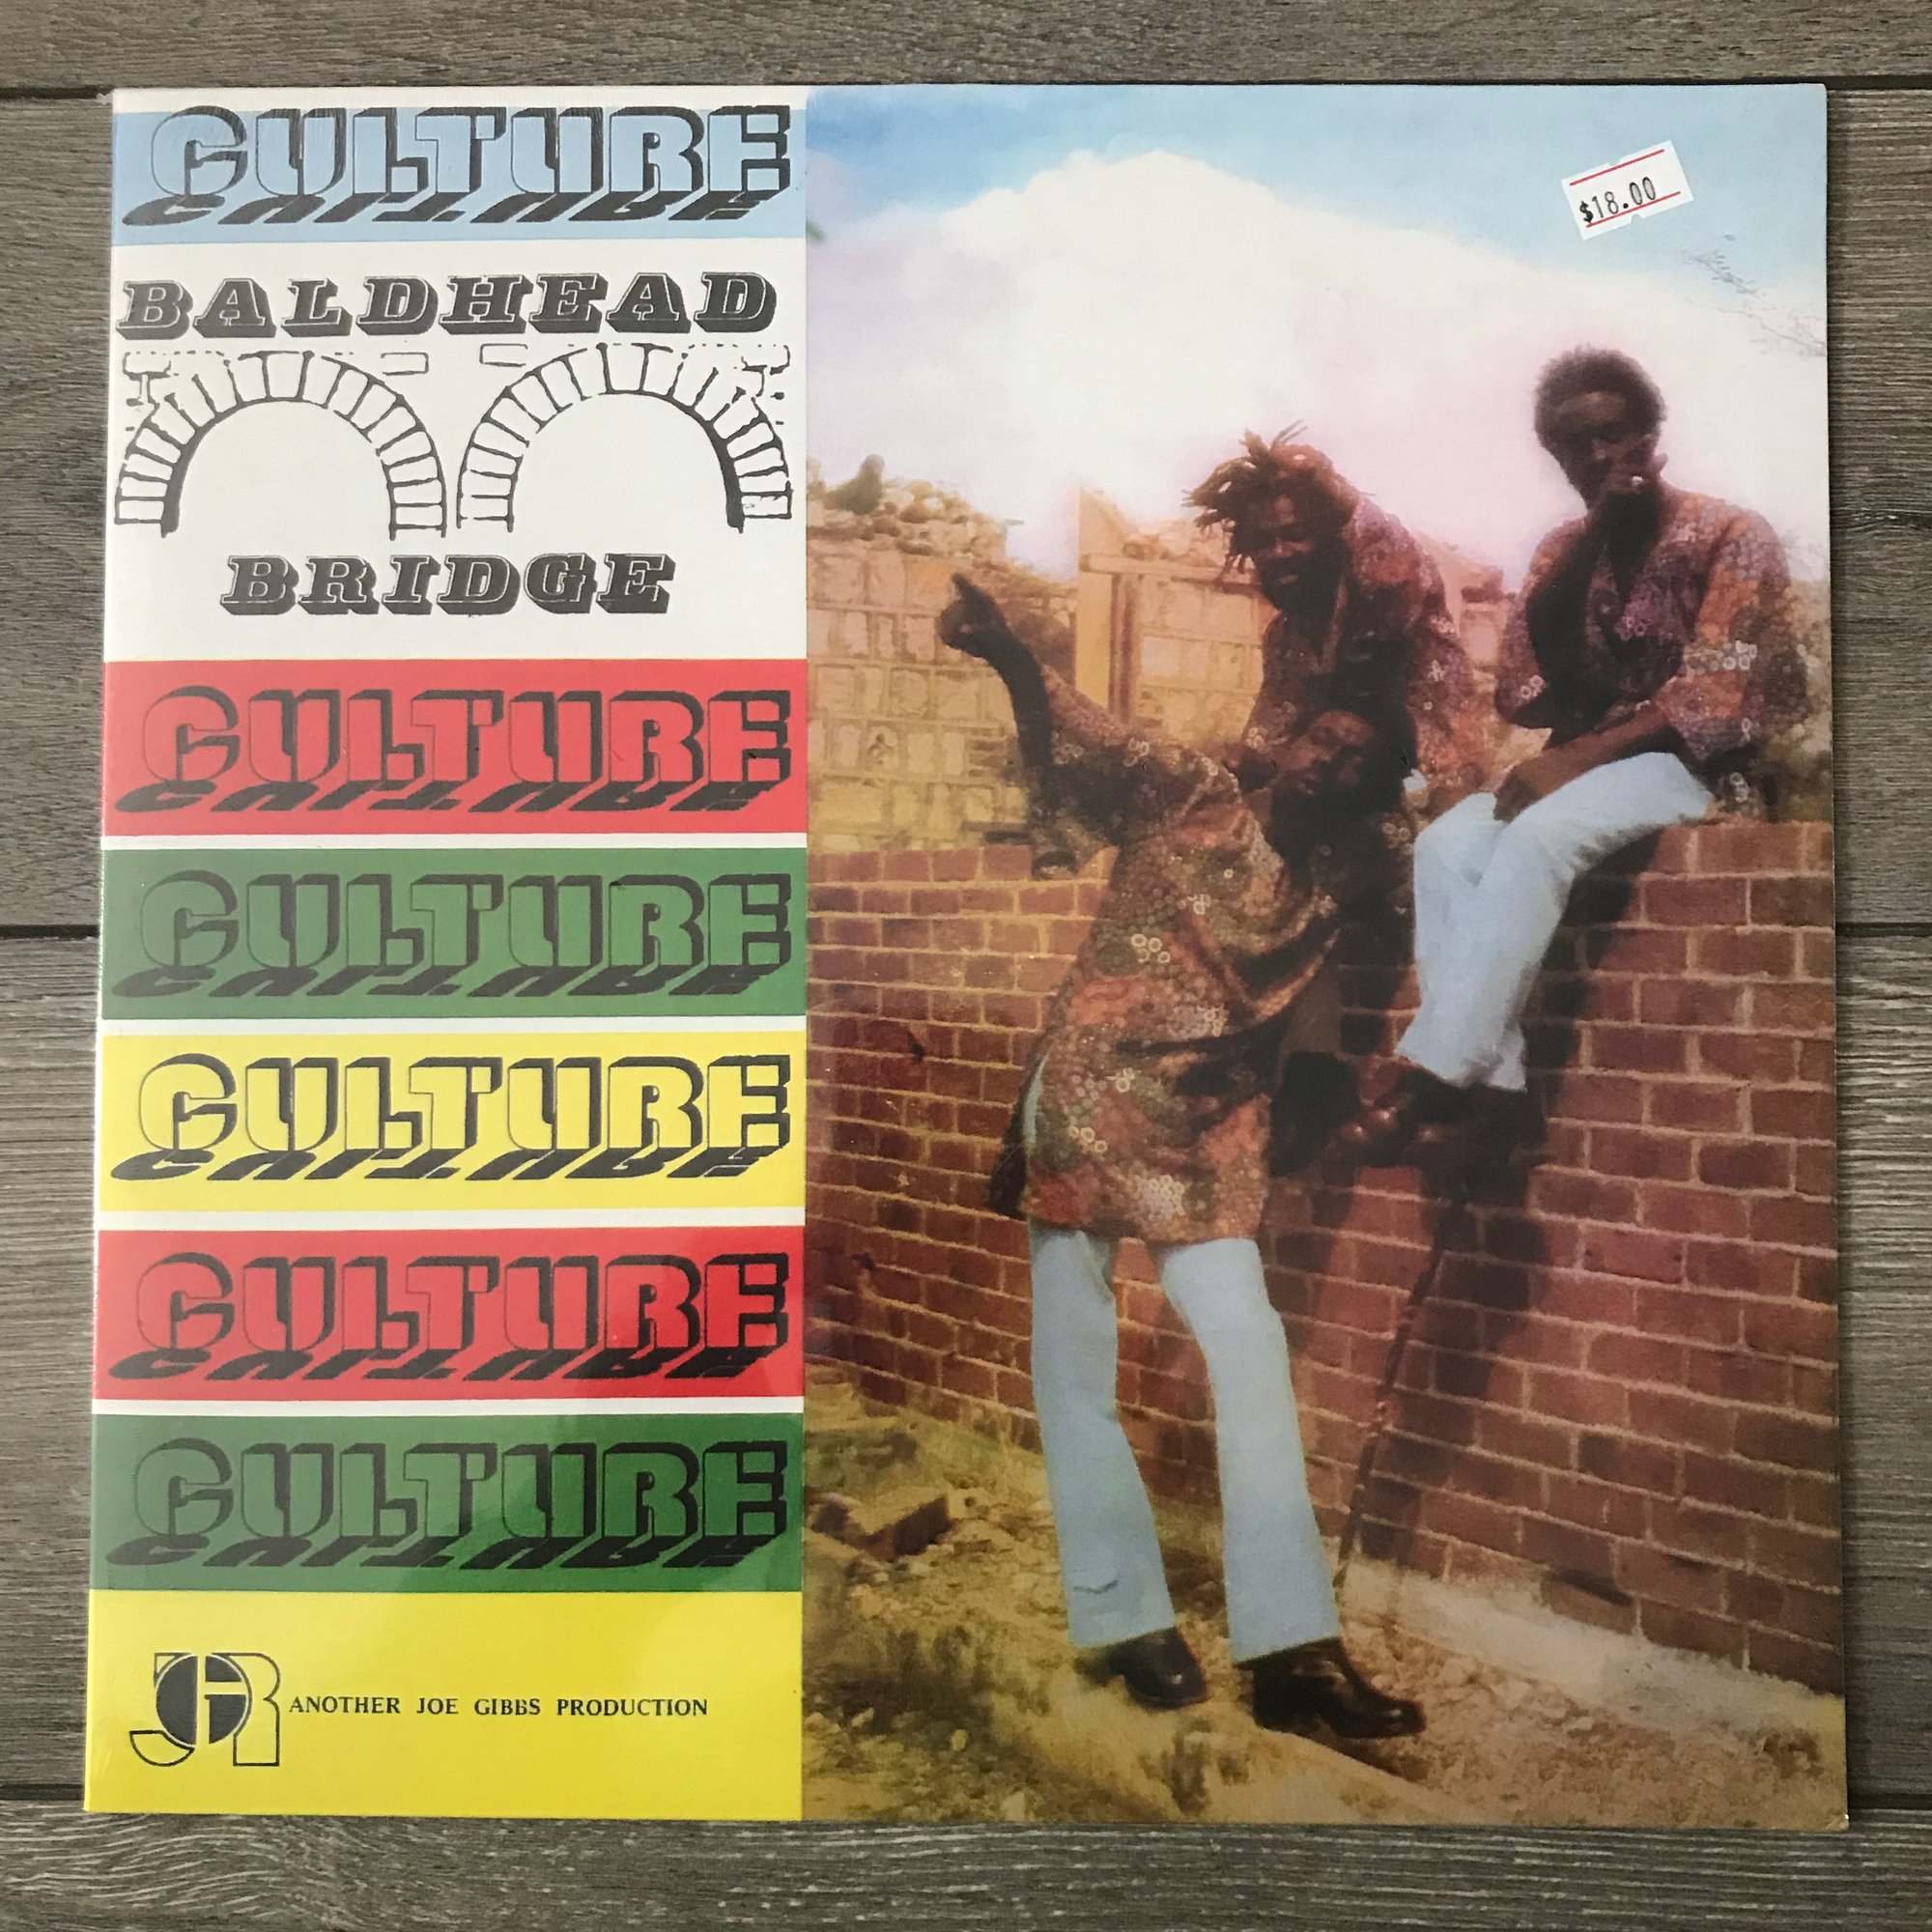 CULTURE
BALDHEAD
BRIDGE
CULTURE
CULTURE
CULTURE
CULTURE
CULTURE
JGR ANOTHER JOE GIBBS PRODUCTION
$18.00